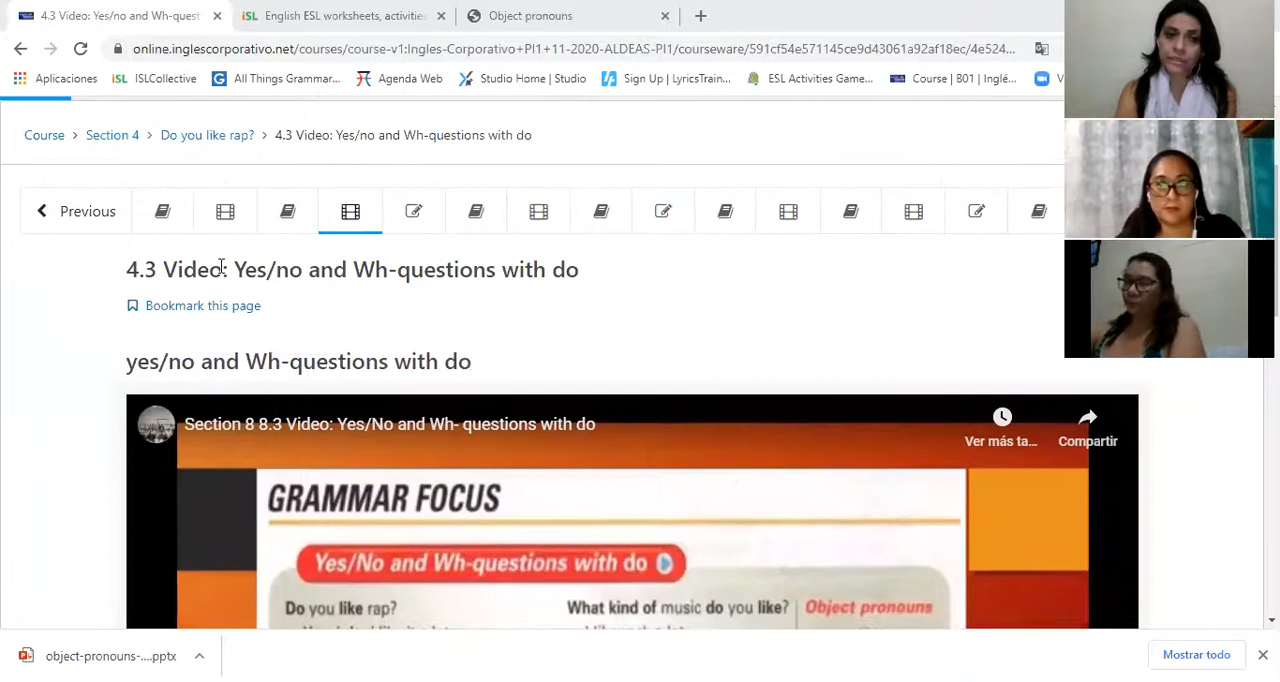 4.3 Video: Yes/no and Wh-quest
English ESL worksheets, activities
Object pronouns
online.inglescorporativo.net/courses/course-v1:Ingles-Corporativo+PI1+11-2020-ALDEAS-PI1/courseware/591cf54e571145ce9d43061a92af18ec/4e524...
Aplicaciones
iSL ISLCollective
All Things Grammar...
Agenda Web
Studio Home | Studio
Sign Up | LyricsTrain...
ESL Activities Game...
Course | B01 | Inglé...
Course > Section 4 > Do you like rap? > 4.3 Video: Yes/no and Wh-questions with do
Previous
4.3 Video: Yes/no and Wh-questions with do
Bookmark this page
yes/no and Wh-questions with do
Section 8 8.3 Video: Yes/No and Wh- questions with do
Ver más ta...
Compartir
GRAMMAR FOCUS
Yes/No and Wh-questions with do
Do you like rap?
What kind of music do you like?
Object pronouns
object-pronouns-....pptx
Mostrar todo